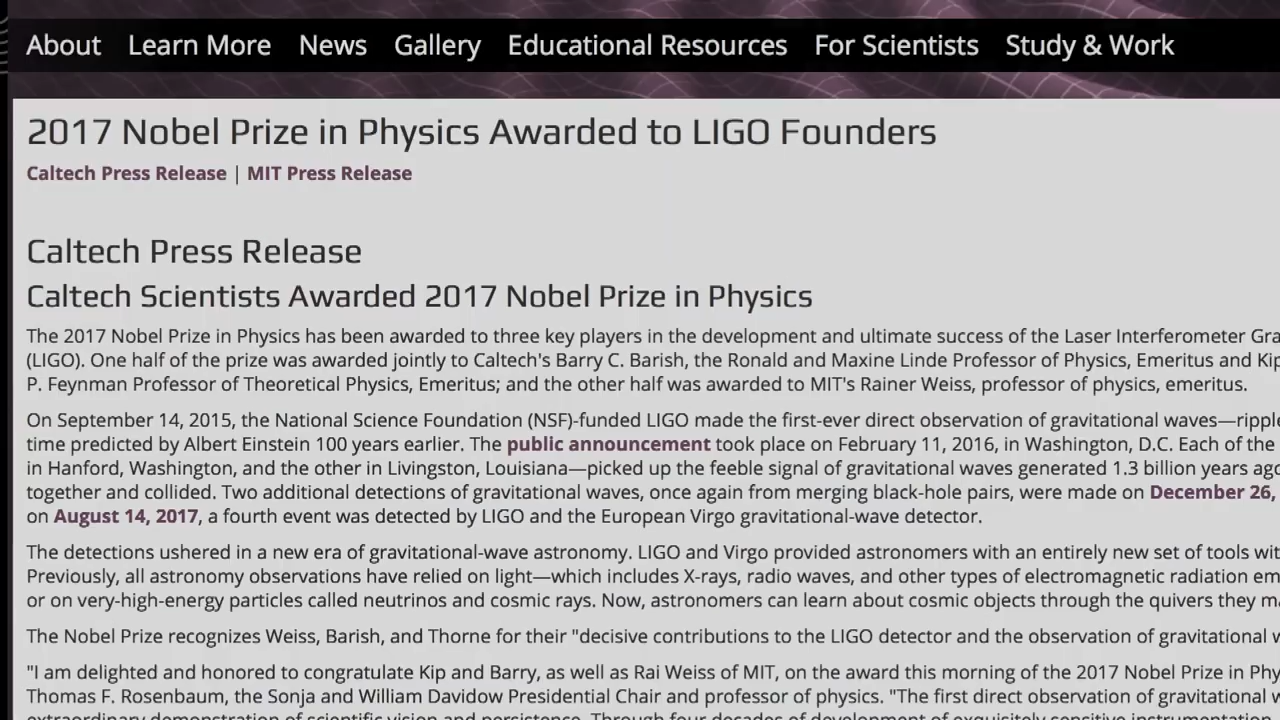 About Learn More News Gallery Educational Resources For Scientists Study & Work
2017 Nobel Prize in Physics Awarded to LIGO Founders
Caltech Press Release | MIT Press Release
Caltech Press Release
Caltech Scientists Awarded 2017 Nobel Prize in Physics
The 2017 Nobel Prize in Physics has been awarded to three key players in the development and ultimate success of the Laser Interferometer Gra
(LIGO). One half of the prize was awarded jointly to Caltech's Barry C. Barish, the Ronald and Maxine Linde Professor of Physics, Emeritus and Kip
P. Feynman Professor of Theoretical Physics, Emeritus; and the other half was awarded to MIT's Rainer Weiss, professor of physics, emeritus.
On September 14, 2015, the National Science Foundation (NSF)-funded LIGO made the first-ever direct observation of gravitational waves—ripple
time predicted by Albert Einstein 100 years earlier. The public announcement took place on February 11, 2016, in Washington, D.C. Each of the
in Hanford, Washington, and the other in Livingston, Louisiana—picked up the feeble signal of gravitational waves generated 1.3 billion years ago
together and collided. Two additional detections of gravitational waves, once again from merging black-hole pairs, were made on December 26,
on August 14, 2017, a fourth event was detected by LIGO and the European Virgo gravitational-wave detector.
The detections ushered in a new era of gravitational-wave astronomy. LIGO and Virgo provided astronomers with an entirely new set of tools wit
Previously, all astronomy observations have relied on light—which includes X-rays, radio waves, and other types of electromagnetic radiation em
or on very-high-energy particles called neutrinos and cosmic rays. Now, astronomers can learn about cosmic objects through the quivers they ma
The Nobel Prize recognizes Weiss, Barish, and Thorne for their "decisive contributions to the LIGO detector and the observation of gravitational w
"I am delighted and honored to congratulate Kip and Barry, as well as Rai Weiss of MIT, on the award this morning of the 2017 Nobel Prize in Phy
Thomas F. Rosenbaum, the Sonja and William Davidow Presidential Chair and professor of physics. "The first direct observation of gravitational w
extraordinary demonstration of scientific vision and persistence. Through four decades of development of exquisitely sensitive instrumentation